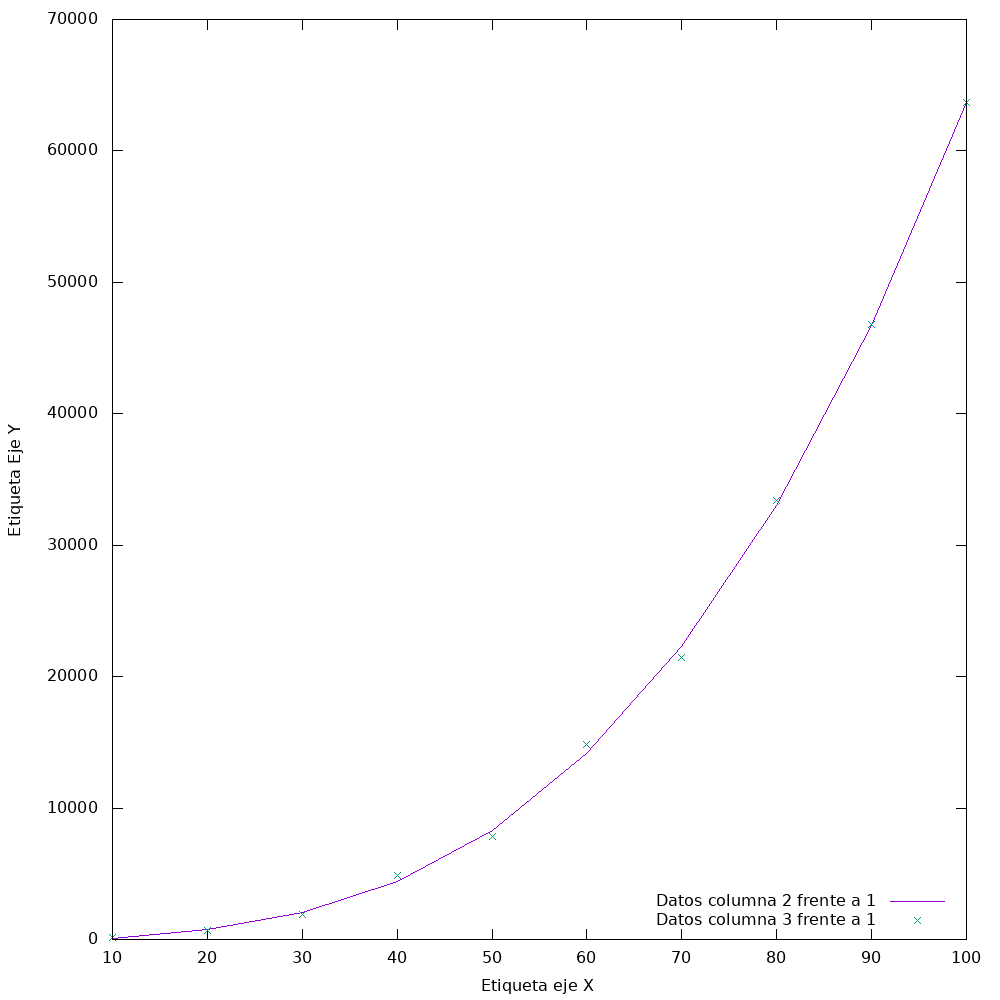 70000
60000
50000
40000
30000
20000
10000
0
10 20 30 40 50 60 70 80 90 100
Etiqueta Eje Y
Etiqueta eje X
Datos columna 2 frente a 1
Datos columna 3 frente a 1